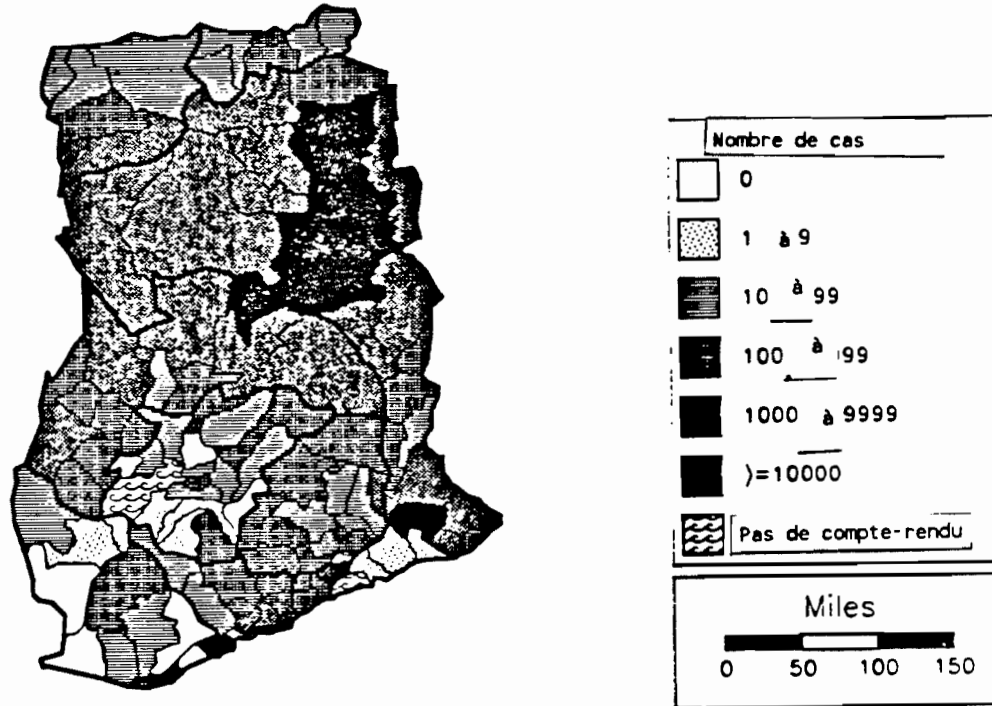 Nombre de cas
0
1 à 9
10 à 99
100 à 99
1000 à 9999
>=10000
Pas de compte-rendu
Miles
0 50 100 150